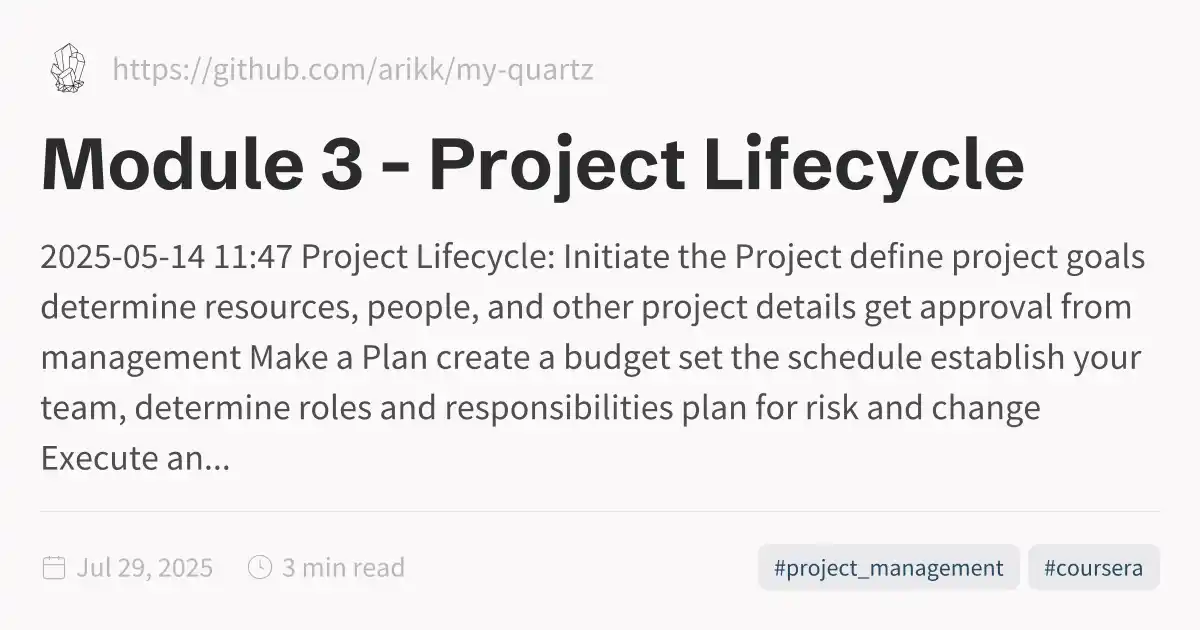 https://github.com/arikk/my-quartz
Module 3 - Project Lifecycle
2025-05-14 11:47 Project Lifecycle: Initiate the Project define project goals
determine resources, people, and other project details get approval from
management Make a Plan create a budget set the schedule establish your
team, determine roles and responsibilities plan for risk and change
Execute an...
Jul 29, 2025
3 min read
#project_management
#coursera